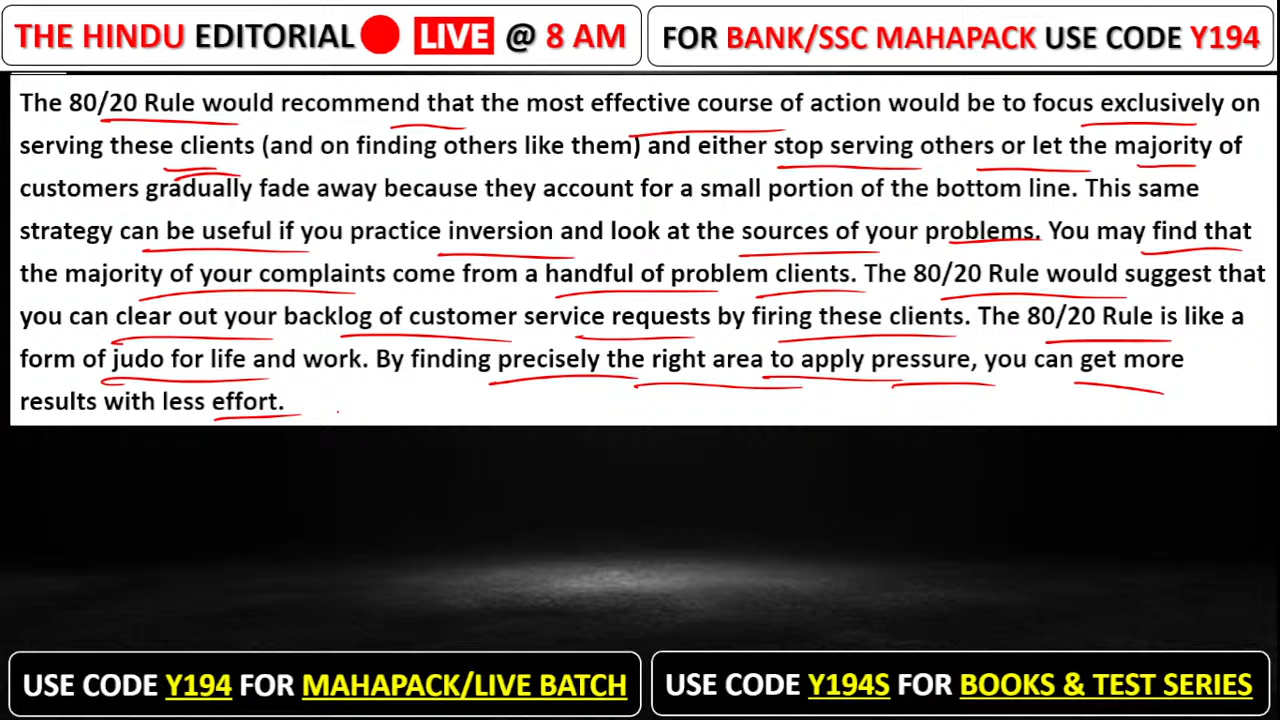 THE HINDU EDITORIAL LIVE @ 8 AM
FOR BANK/SSC MAHAPACK USE CODE Y194
The 80/20 Rule would recommend that the most effective course of action would be to focus exclusively on
serving these clients (and on finding others like them) and either stop serving others or let the majority of
customers gradually fade away because they account for a small portion of the bottom line. This same
strategy can be useful if you practice inversion and look at the sources of your problems. You may find that
the majority of your complaints come from a handful of problem clients. The 80/20 Rule would suggest that
you can clear out your backlog of customer service requests by firing these clients. The 80/20 Rule is like a
form of judo for life and work. By finding precisely the right area to apply pressure, you can get more
results with less effort.
USE CODE Y194 FOR MAHAPACK/LIVE BATCH
USE CODE Y194S FOR BOOKS & TEST SERIES